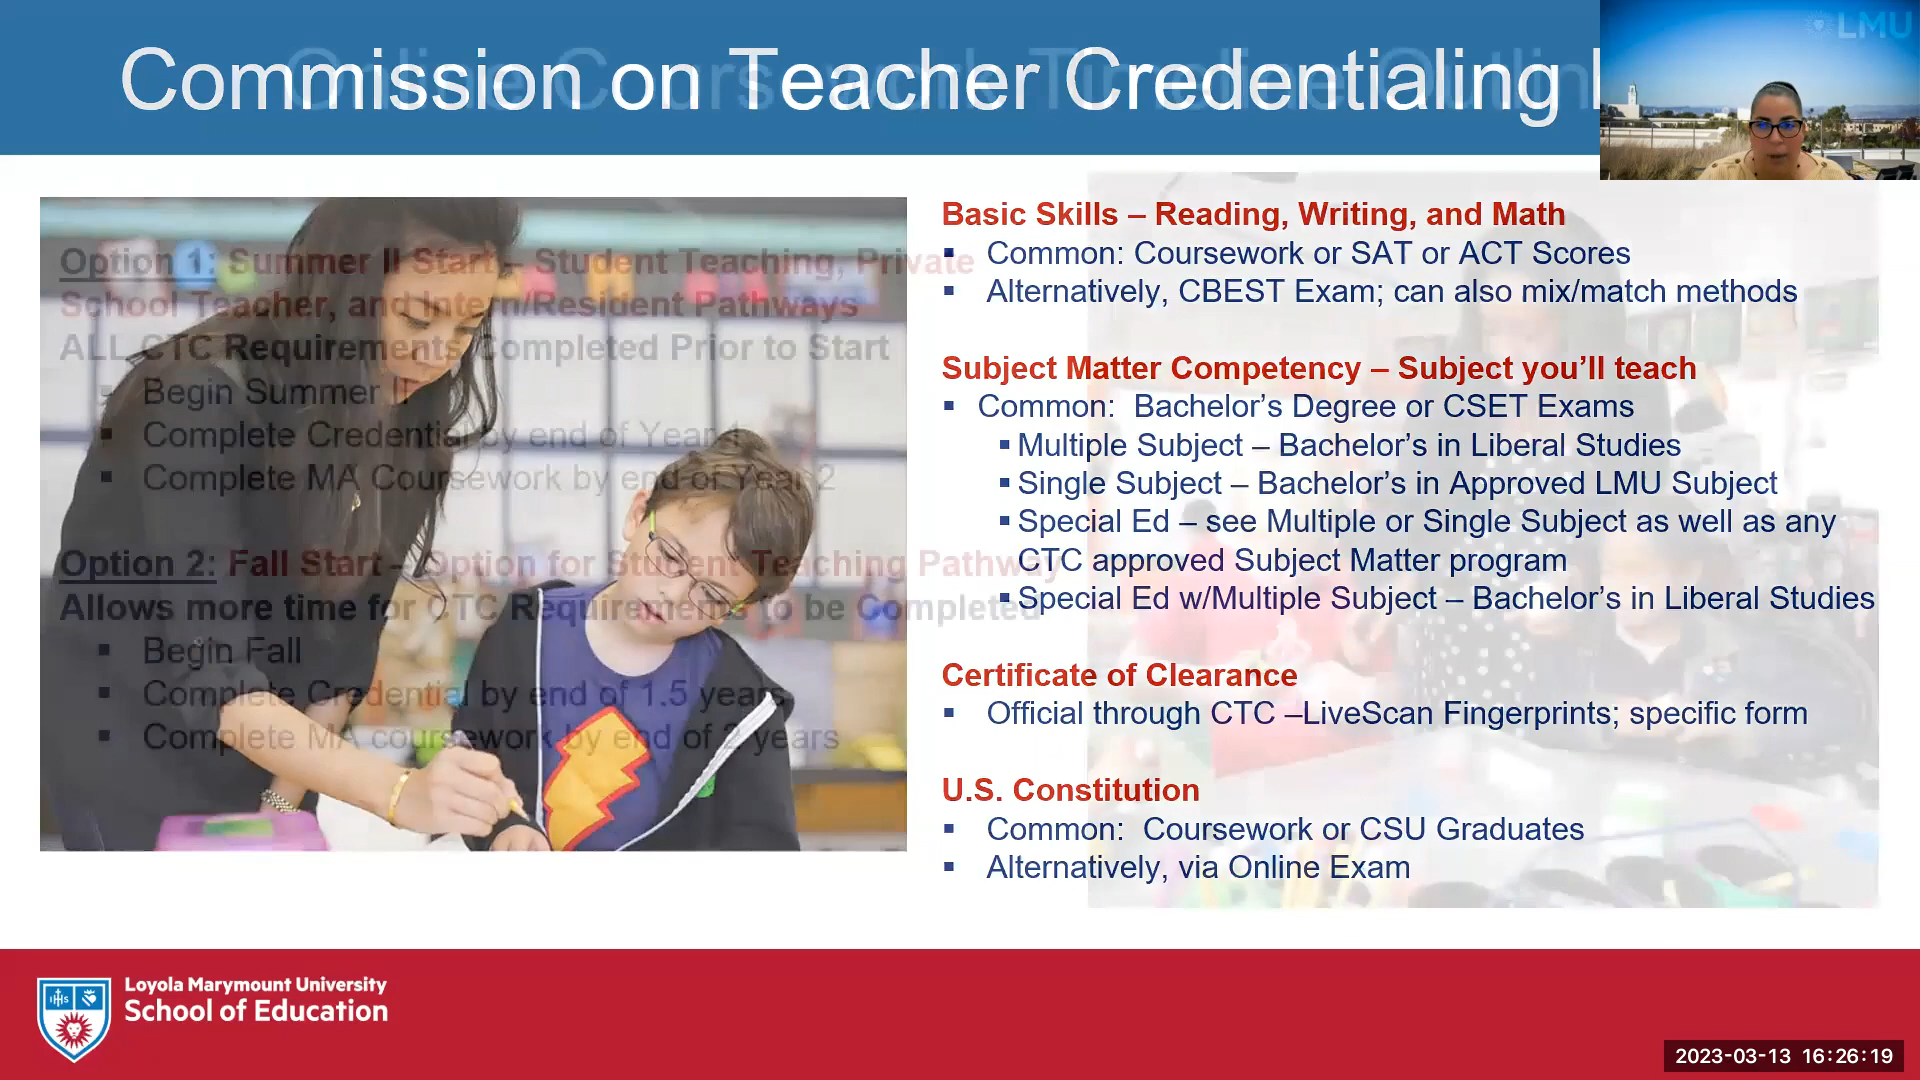 Commission on Teacher Credentialing
Online Coursework Timeline Outlin
LMU
Option 1: Summer II Start – Student Teaching, Private
School Teacher, and Intern/Resident Pathways
ALL CTC Requirements Completed Prior to Start
▪ Begin Summer II
▪ Complete Credential by end of Year 1
▪ Complete MA Coursework by end of Year 2
Option 2: Fall Start – Option for Student Teaching Pathway
Allows more time for CTC Requirements to be Completed
▪ Begin Fall
▪ Complete Credential by end of 1.5 years
▪ Complete MA coursework by end of 2 years
Basic Skills – Reading, Writing, and Math
▪ Common: Coursework or SAT or ACT Scores
▪ Alternatively, CBEST Exam; can also mix/match methods
Subject Matter Competency – Subject you’ll teach
▪ Common: Bachelor’s Degree or CSET Exams
▪ Multiple Subject – Bachelor’s in Liberal Studies
▪ Single Subject – Bachelor’s in Approved LMU Subject
▪ Special Ed – see Multiple or Single Subject as well as any
CTC approved Subject Matter program
▪ Special Ed w/Multiple Subject – Bachelor’s in Liberal Studies
Certificate of Clearance
▪ Official through CTC –LiveScan Fingerprints; specific form
U.S. Constitution
▪ Common: Coursework or CSU Graduates
▪ Alternatively, via Online Exam
IHS
Loyola Marymount University
School of Education
2023-03-13 16:26:19